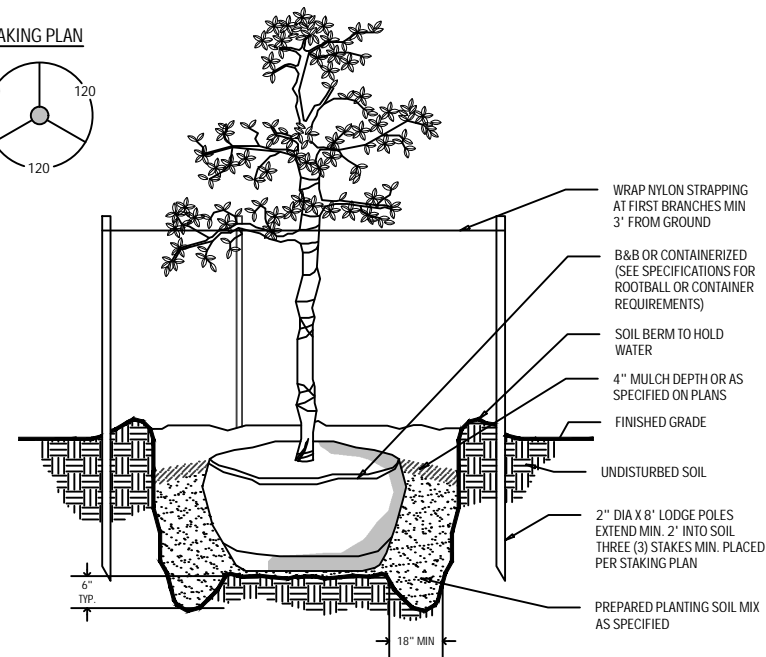 AKING PLAN
120
120
WRAP NYLON STRAPPING
AT FIRST BRANCHES MIN
3' FROM GROUND
B&B OR CONTAINERIZED
(SEE SPECIFICATIONS FOR
ROOTBALL OR CONTAINER
REQUIREMENTS)
SOIL BERM TO HOLD
WATER
4" MULCH DEPTH OR AS
SPECIFIED ON PLANS
FINISHED GRADE
UNDISTURBED SOIL
2" DIA X 8' LODGE POLES
EXTEND MIN. 2' INTO SOIL
THREE (3) STAKES MIN. PLACED
PER STAKING PLAN
PREPARED PLANTING SOIL MIX
AS SPECIFIED
6"
TYP.
18" MIN